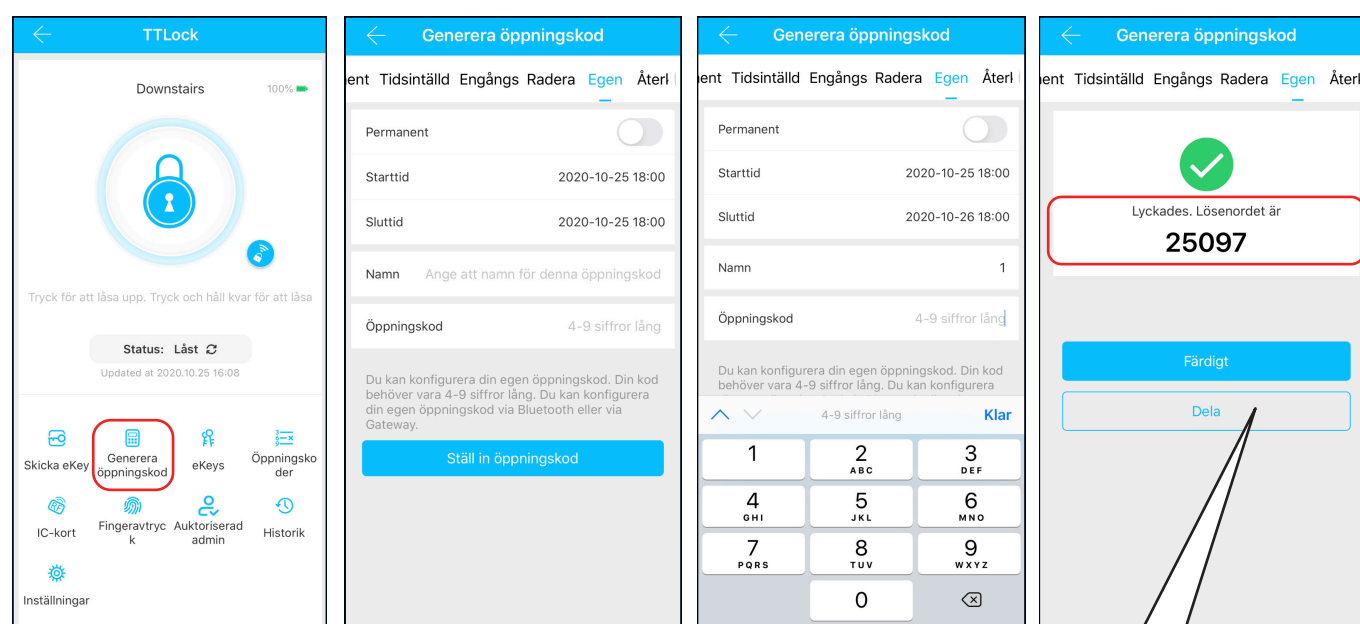 TTLock
Downstairs
100%
Tryck för att låsa upp. Tryck och håll kvar för att låsa
Status: Låst
Updated at 2020.10.25 16:08
Skicka eKey
Generera
öppningskod
eKeys
Öppningsko
der
IC-kort
Fingeravtryc
k
Auktoriserad
admin
Historik
Inställningar
Generera öppningskod
ent Tidsintälld Engångs Radera Egen Återl
Permanent
Starttid 2020-10-25 18:00
Sluttid 2020-10-25 18:00
Namn Ange att namn för denna öppningskod
Öppningskod 4-9 siffror lång
Du kan konfigurera din egen öppningskod. Din kod
behöver vara 4-9 siffror lång. Du kan konfigurera
din egen öppningskod via Bluetooth eller via
Gateway.
Ställ in öppningskod
Generera öppningskod
ent Tidsintälld Engångs Radera Egen Återl
Permanent
Starttid 2020-10-25 18:00
Sluttid 2020-10-26 18:00
Namn 1
Öppningskod 4-9 siffror lång
Du kan konfigurera din egen öppningskod. Din kod
behöver vara 4-9 siffror lång. Du kan konfigurera
4-9 siffror lång Klar
1 2 3
ABC DEF
4 5 6
GHI JKL MNO
7 8 9
PQRS TUV WXYZ
0
Generera öppningskod
ent Tidsintälld Engångs Radera Egen Återl
Lyckades. Lösenordet är
25097
Färdigt
Dela